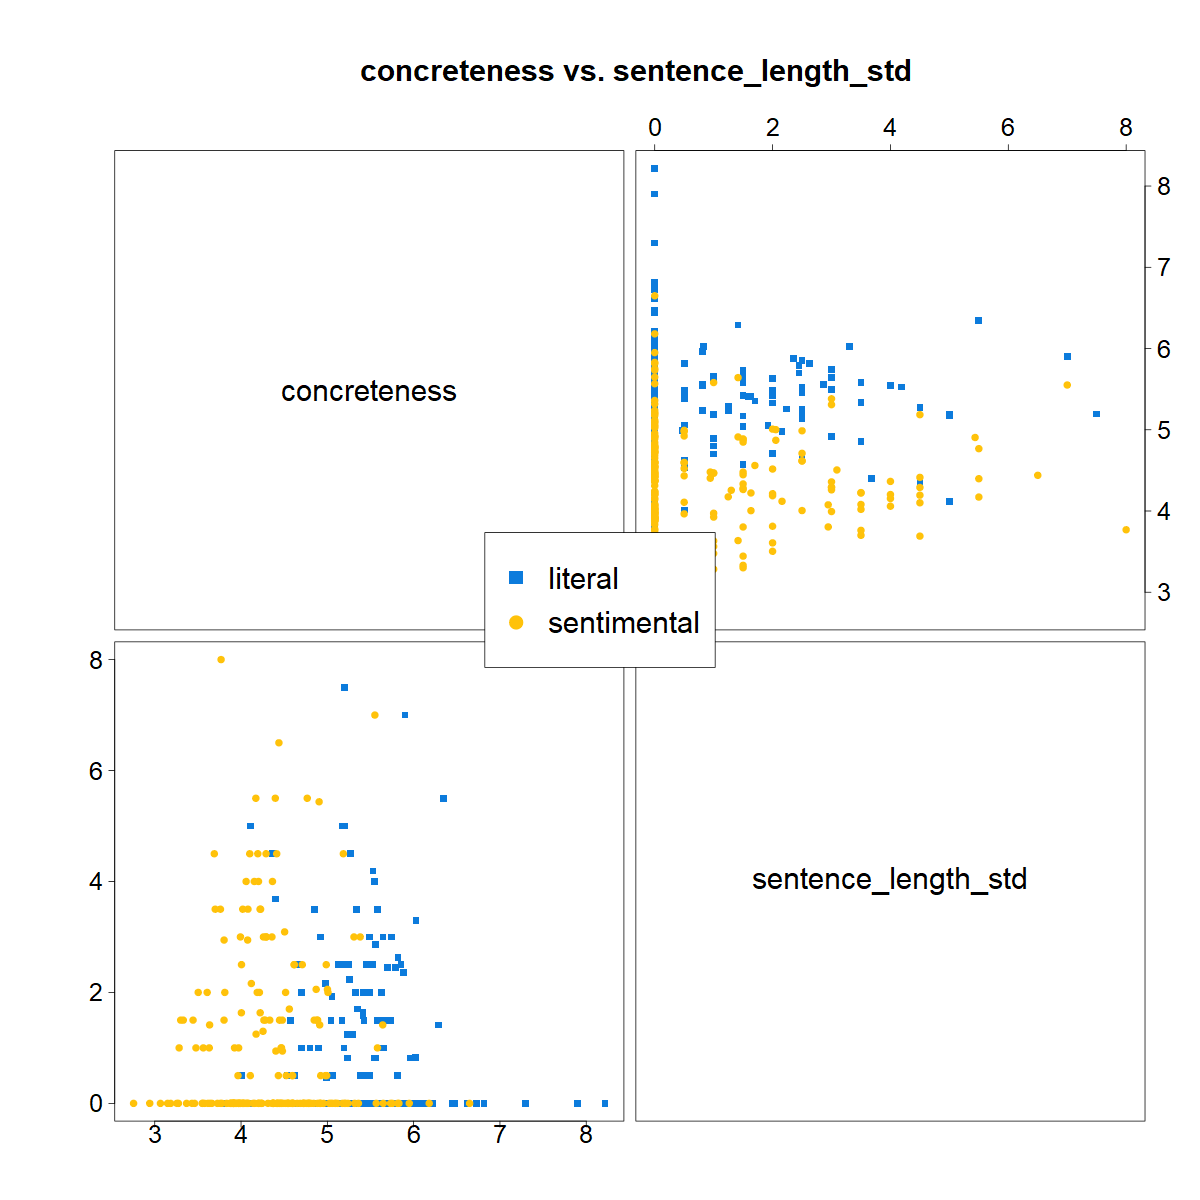 concreteness vs. sentence_length_std
0 2 4 6 8
8
7
6
5
4
3
concreteness
literal
sentimental
8
6
4
2
0
sentence_length_std
3 4 5 6 7 8